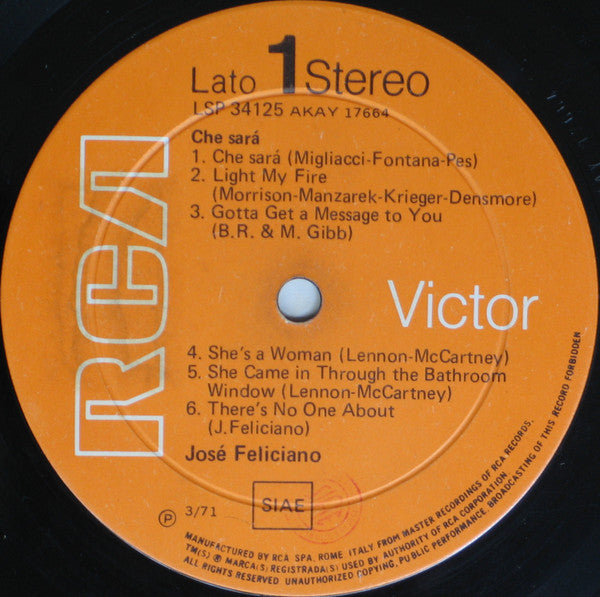 Lato 1 Stereo
LSP 34125 AKAY 17664
Che sará
1. Che sará (Migliacci-Fontana-Pes)
2. Light My Fire
(Morrison-Manzarek-Krieger-Densmore)
3. Gotta Get a Message to You
(B.R. & M. Gibb)
RCA
Victor
4. She's a Woman (Lennon-McCartney)
5. She Came in Through the Bathroom
Window (Lennon-McCartney)
6. There's No One About
(J. Feliciano)
José Feliciano
℗ 3/71
SIAE
MANUFACTURED BY RCA SPA, ROME, ITALY FROM MASTER RECORDINGS OF RCA RECORDS.
TM(S) ® MARCA(S) REGISTRADA(S) USED BY AUTHORITY OF RCA CORPORATION
ALL RIGHTS RESERVED UNAUTHORIZED COPYING, PUBLIC PERFORMANCE, BROADCASTING OF THIS RECORD FORBIDDEN